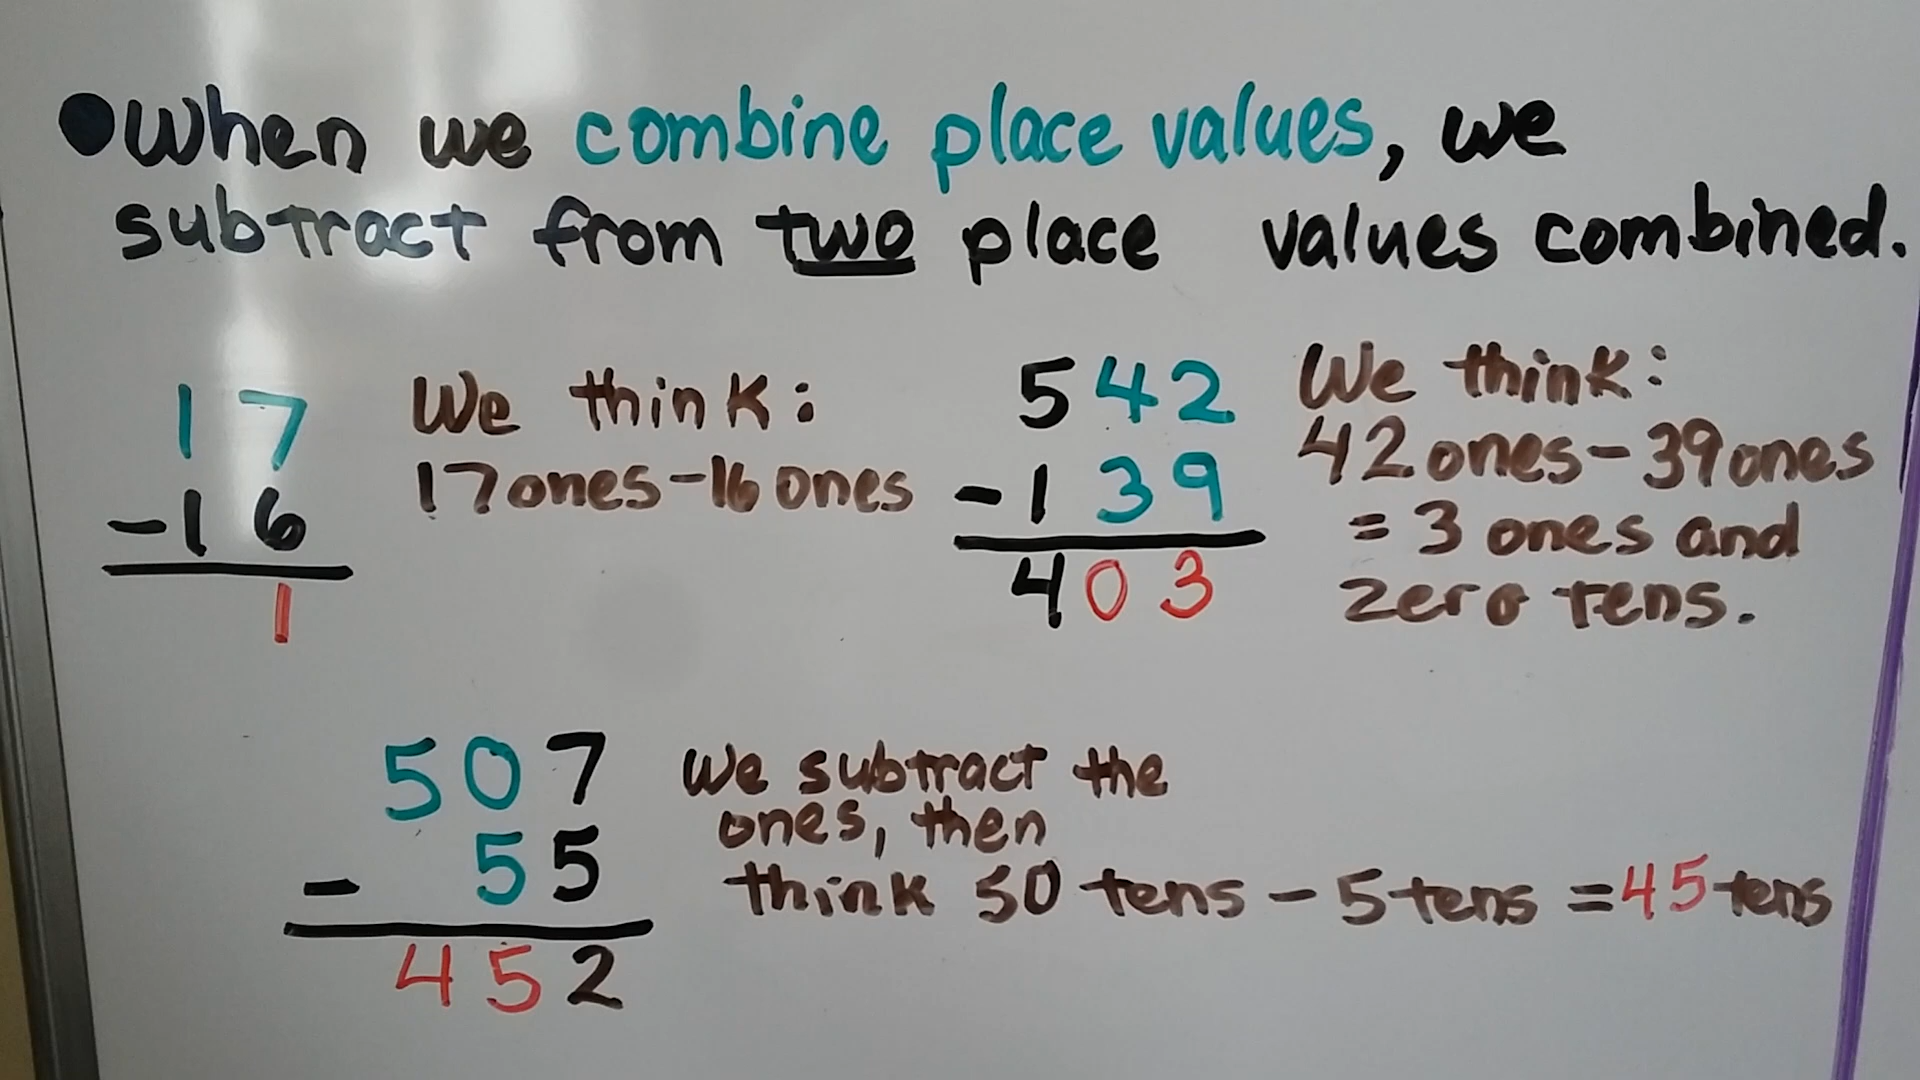 •When we combine place values, we
subtract from two place values combined.
17
-16
1
We think:
17 ones-16 ones
542
-139
403
We think:
42 ones-39 ones
= 3 ones and
zero tens.
507
- 55
452
We subtract the
ones, then
think 50 tens - 5 tens = 45 tens